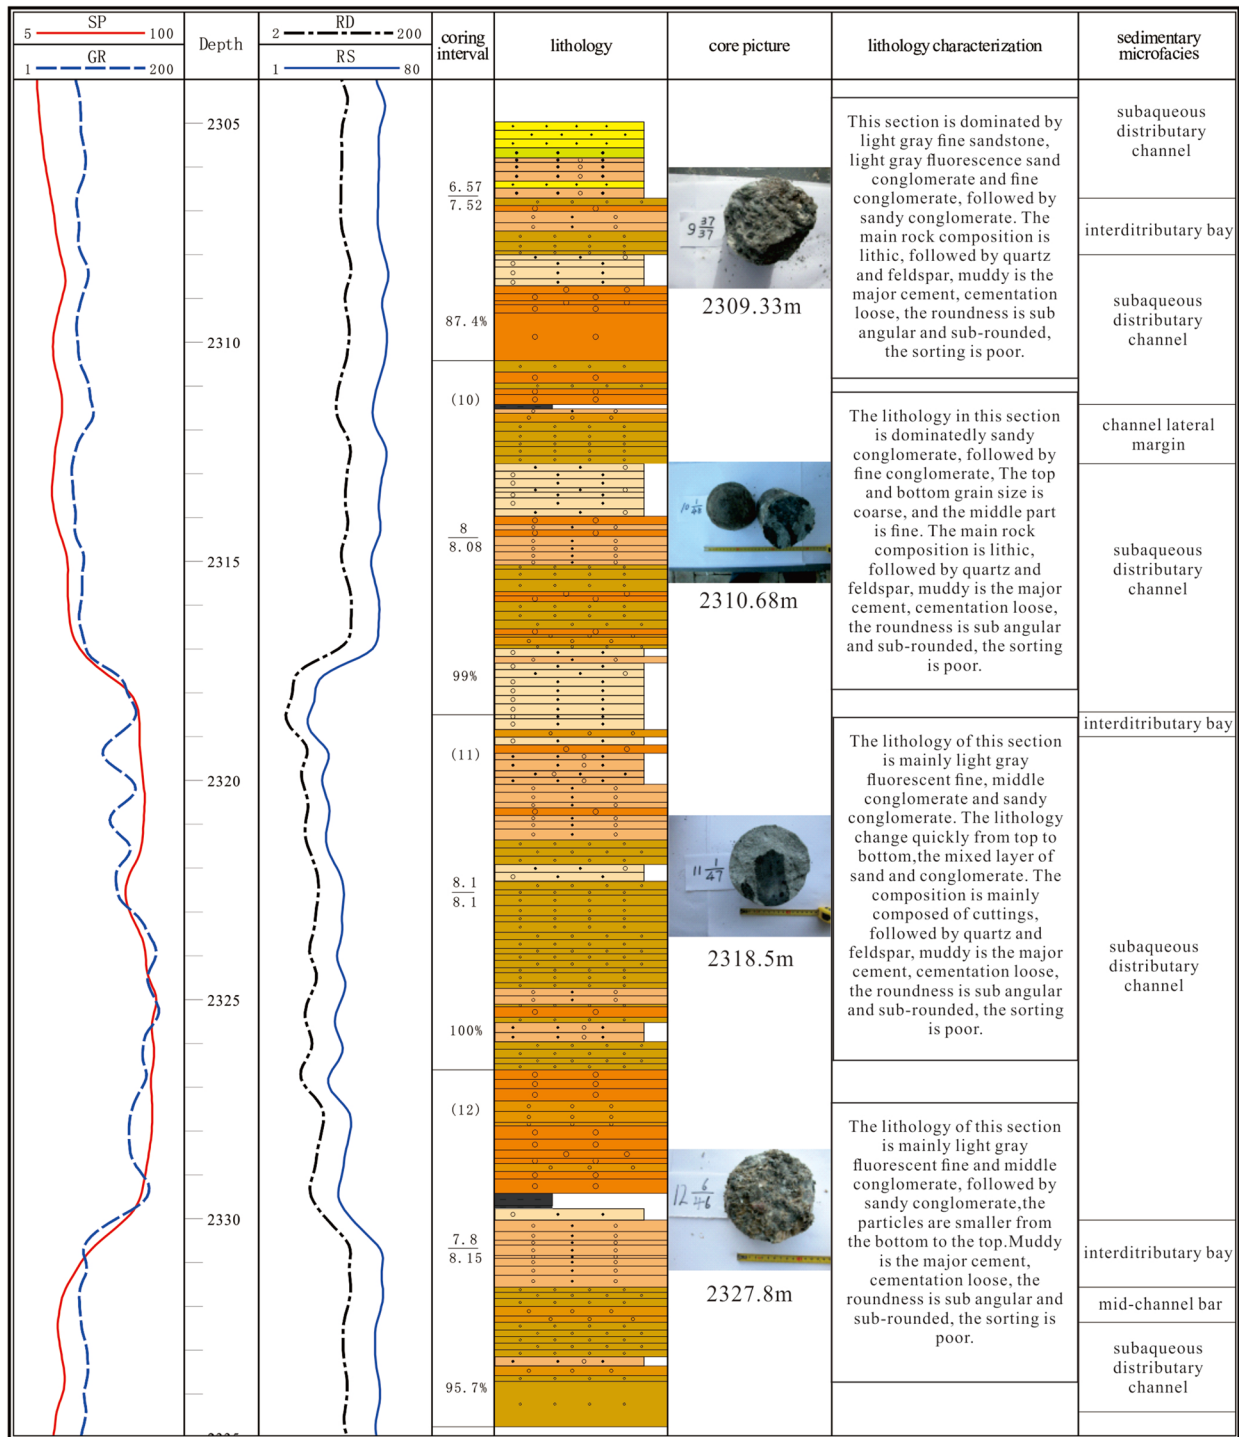 SP
5 100
GR
1 200
Depth
RD
2 200
RS
1 80
coring
interval
lithology
core picture
lithology characterization
sedimentary
microfacies
2305
2310
2315
2320
2325
2330
6.57
7.52
87.4%
(10)
8
8.08
99%
(11)
8.1
8.1
100%
(12)
7.8
8.15
95.7%
9 37/37
2309.33m
10 1/48
2310.68m
11 1/47
2318.5m
12 6/46
2327.8m
This section is dominated by
light gray fine sandstone,
light gray fluorescence sand
conglomerate and fine
conglomerate, followed by
sandy conglomerate. The
main rock composition is
lithic, followed by quartz
and feldspar, muddy is the
major cement, cementation
loose, the roundness is sub
angular and sub-rounded,
the sorting is poor.
The lithology in this section
is dominatedly sandy
conglomerate, followed by
fine conglomerate, The top
and bottom grain size is
coarse, and the middle part
is fine. The main rock
composition is lithic,
followed by quartz and
feldspar, muddy is the major
cement, cementation loose,
the roundness is sub angular
and sub-rounded, the sorting
is poor.
The lithology of this section
is mainly light gray
fluorescent fine, middle
conglomerate and sandy
conglomerate. The lithology
change quickly from top to
bottom,the mixed layer of
sand and conglomerate. The
composition is mainly
composed of cuttings,
followed by quartz and
feldspar, muddy is the major
cement, cementation loose,
the roundness is sub angular
and sub-rounded, the sorting
is poor.
The lithology of this section
is mainly light gray
fluorescent fine and middle
conglomerate, followed by
sandy conglomerate,the
particles are smaller from
the bottom to the top.Muddy
is the major cement,
cementation loose, the
roundness is sub angular and
sub-rounded, the sorting is
poor.
subaqueous
distributary
channel
interditributary bay
subaqueous
distributary
channel
channel lateral
margin
subaqueous
distributary
channel
interditributary bay
subaqueous
distributary
channel
interditributary bay
mid-channel bar
subaqueous
distributary
channel